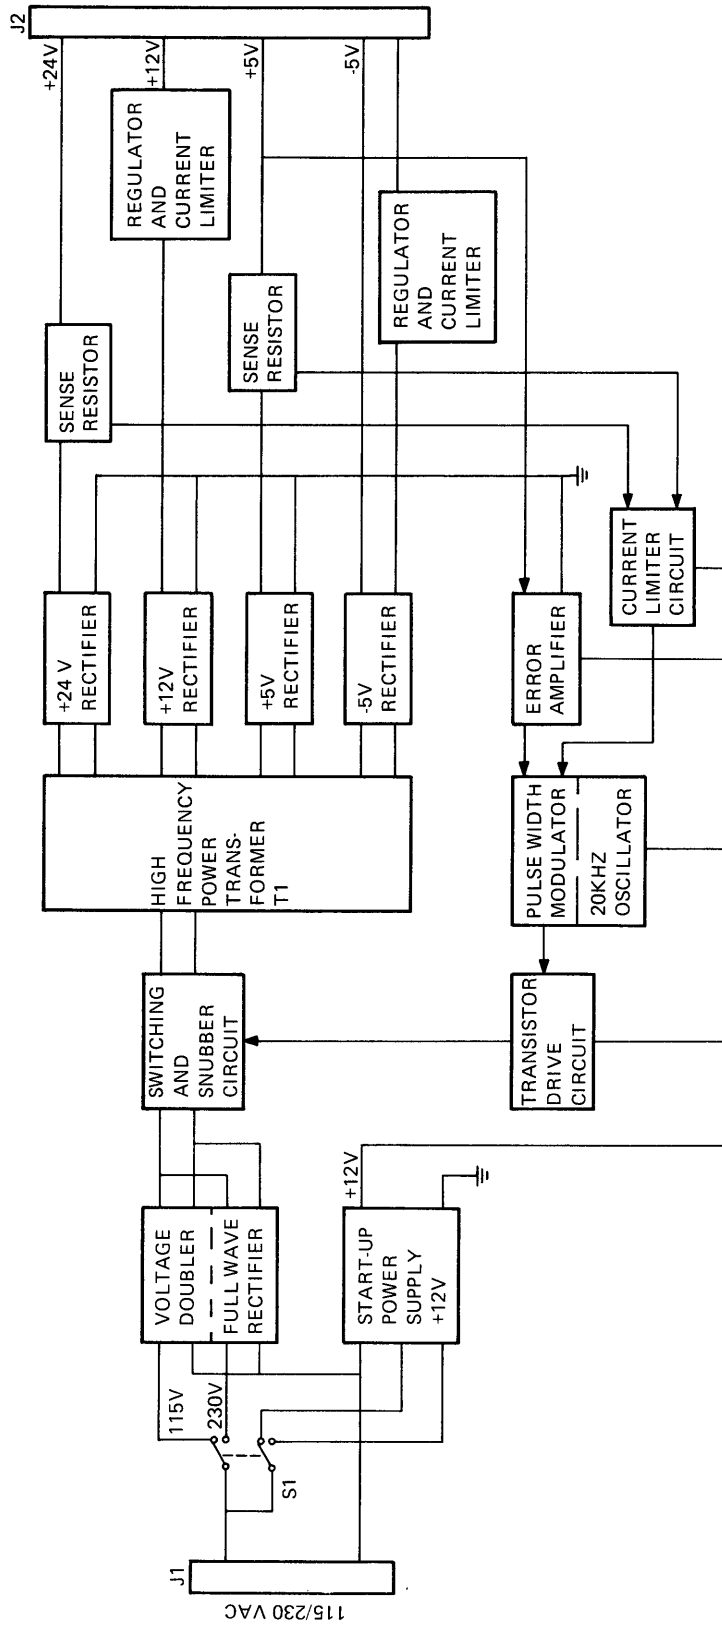 J1
115/230 VAC
S1
115V
230V
VOLTAGE
DOUBLER
FULL WAVE
RECTIFIER
START-UP
POWER
SUPPLY
+12V
+12V
SWITCHING
AND
SNUBBER
CIRCUIT
TRANSISTOR
DRIVE
CIRCUIT
HIGH
FREQUENCY
POWER
TRANS-
FORMER
T1
PULSE WIDTH
MODULATOR
20KHZ
OSCILLATOR
+24 V
RECTIFIER
+12V
RECTIFIER
+5V
RECTIFIER
-5V
RECTIFIER
ERROR
AMPLIFIER
CURRENT
LIMITER
CIRCUIT
SENSE
RESISTOR
SENSE
RESISTOR
REGULATOR
AND
CURRENT
LIMITER
REGULATOR
AND
CURRENT
LIMITER
+24V
+12V
+5V
-5V
J2